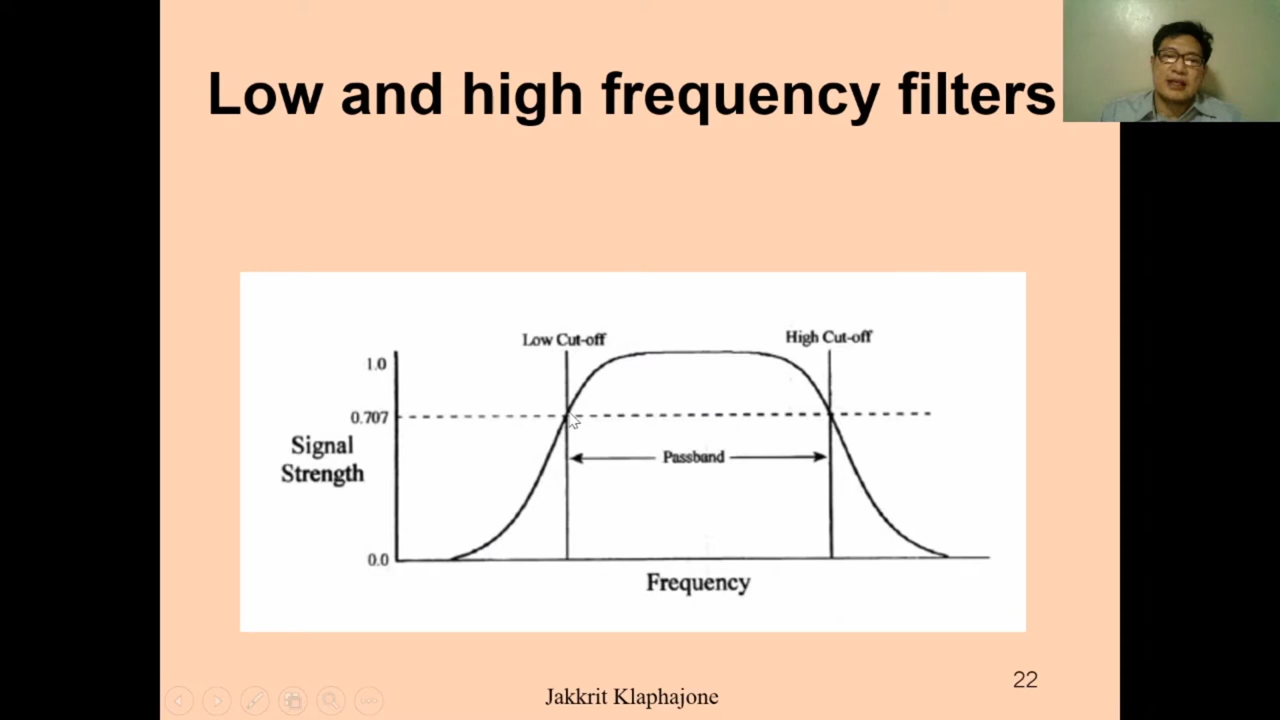 Low and high frequency filters
Low Cut-off
High Cut-off
1.0
0.707
Signal
Strength
Passband
0.0
Frequency
22
Jakkrit Klaphajone